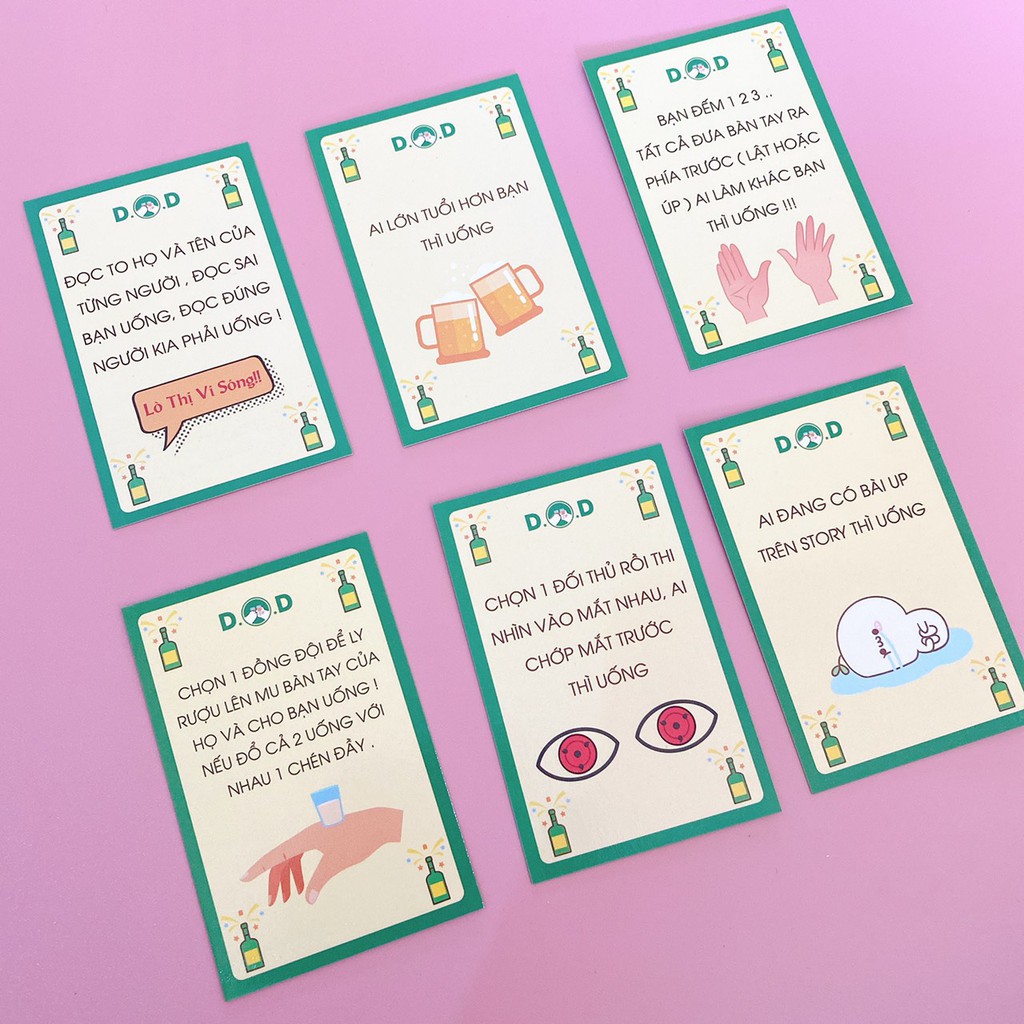 D.O.D
ĐỌC TO HỌ VÀ TÊN CỦA
TỪNG NGƯỜI , ĐỌC SAI
BẠN UỐNG, ĐỌC ĐÚNG
NGƯỜI KIA PHẢI UỐNG !
Lò Thị Vi Sóng!!
D.O.D
AI LỚN TUỔI HƠN BẠN
THÌ UỐNG
D.O.D
BẠN ĐẾM 1 2 3 ..
TẤT CẢ ĐƯA BÀN TAY RA
PHÍA TRƯỚC ( LẬT HOẶC
ÚP ) AI LÀM KHÁC BẠN
THÌ UỐNG !!!
D.O.D
CHỌN 1 ĐỒNG ĐỘI ĐỂ LY
RƯỢU LÊN MU BÀN TAY CỦA
HỌ VÀ CHO BẠN UỐNG !
NẾU ĐỔ CẢ 2 UỐNG VỚI
NHAU 1 CHÉN ĐẦY .
D.O.D
CHỌN 1 ĐỐI THỦ RỒI THI
NHÌN VÀO MẮT NHAU, AI
CHỚP MẮT TRƯỚC
THÌ UỐNG
D.O.D
AI ĐANG CÓ BÀI UP
TRÊN STORY THÌ UỐNG